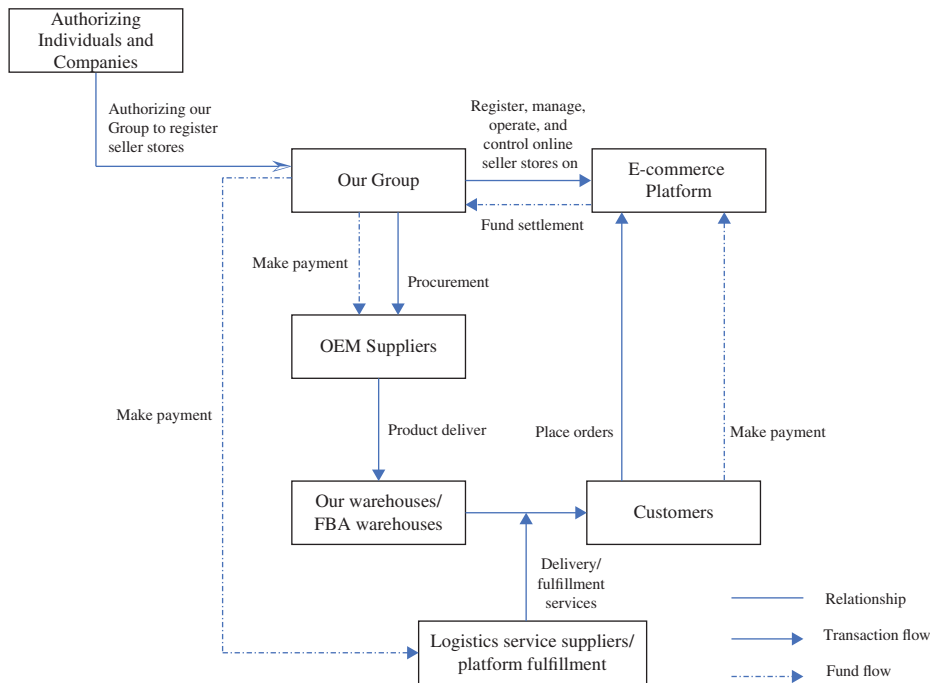 Authorizing
Individuals and
Companies
Authorizing our
Group to register
seller stores
Register, manage,
operate, and
control online
seller stores on
Our Group
E-commerce
Platform
Fund settlement
Make payment
Procurement
OEM Suppliers
Make payment
Product deliver
Place orders
Make payment
Our warehouses/
FBA warehouses
Customers
Delivery/
fulfillment
services
Logistics service suppliers/
platform fulfillment
Relationship
Transaction flow
Fund flow